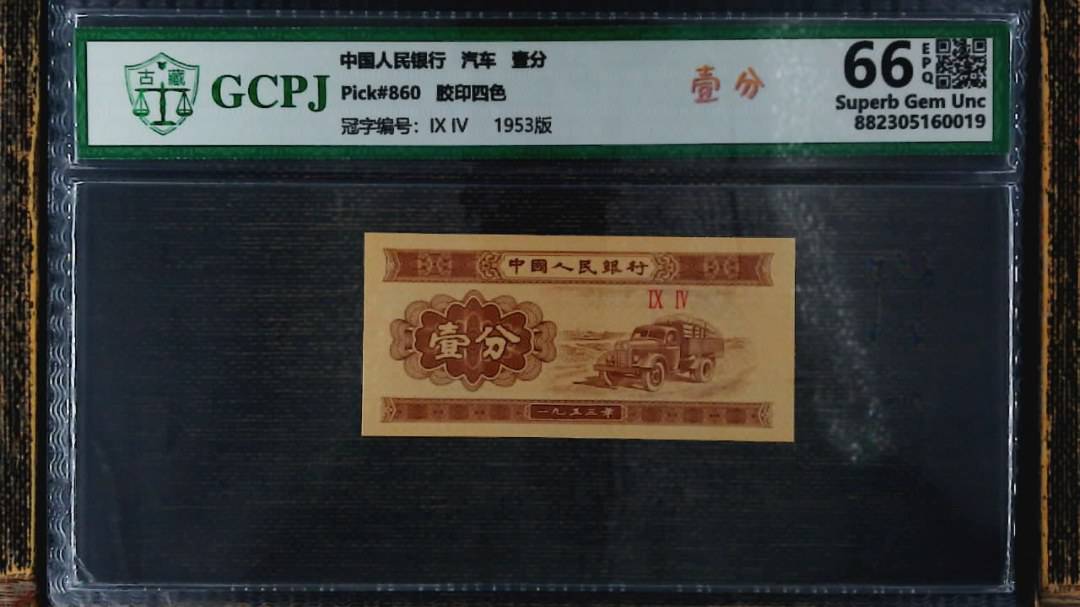 古藏
GCPJ
中国人民银行 汽车 壹分
Pick#860 胶印四色
冠字编号: IX IV 1953版
壹分
66
EPQ
Superb Gem Unc
882305160019
中國人民銀行
IX IV
壹分
一九五三年